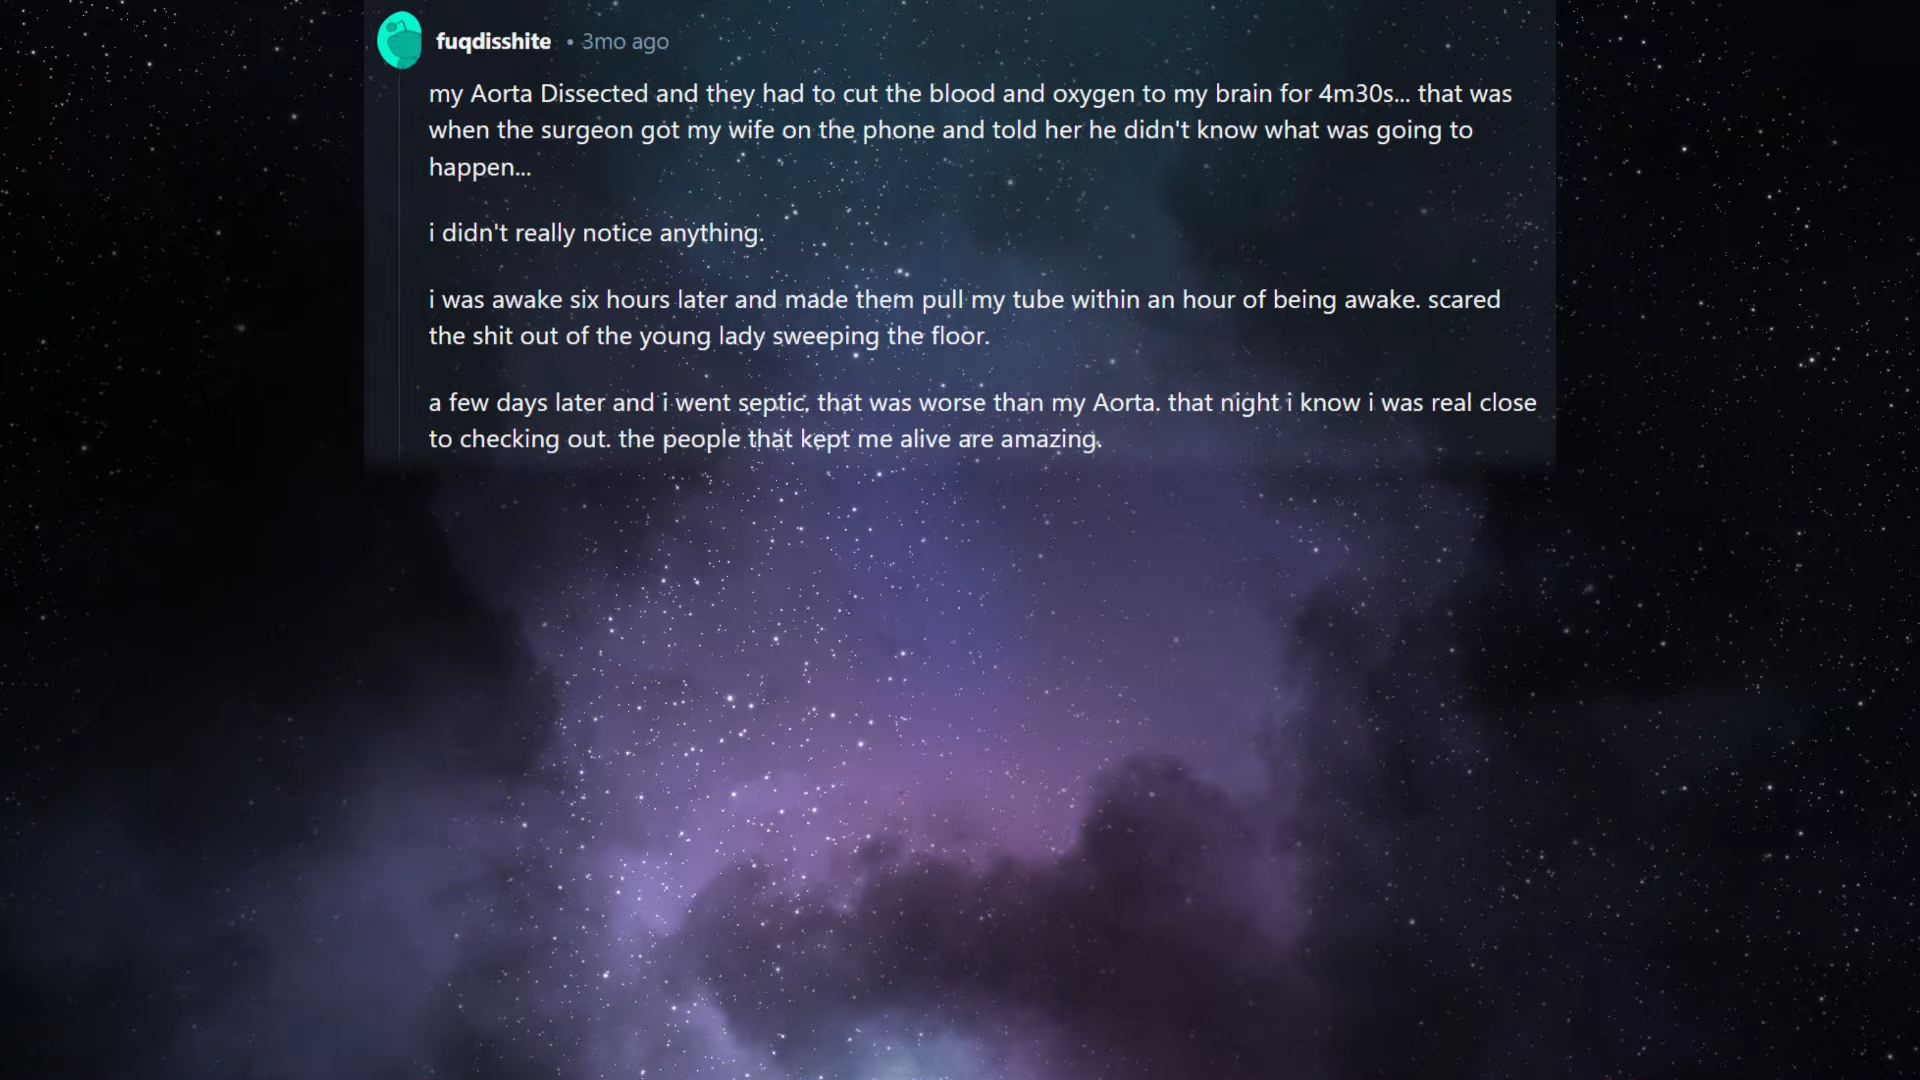 fuqdisshite • 3mo ago
my Aorta Dissected and they had to cut the blood and oxygen to my brain for 4m30s... that was
when the surgeon got my wife on the phone and told her he didn't know what was going to
happen...
i didn't really notice anything.
i was awake six hours later and made them pull my tube within an hour of being awake. scared
the shit out of the young lady sweeping the floor.
a few days later and i went septic. that was worse than my Aorta. that night i know i was real close
to checking out. the people that kept me alive are amazing.